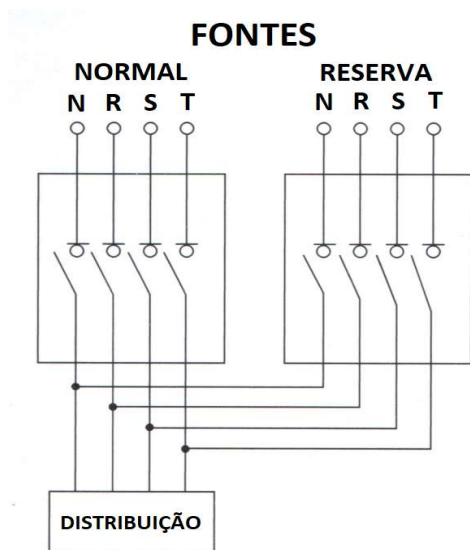 FONTES
NORMAL RESERVA
N R S T N R S T
DISTRIBUIÇÃO